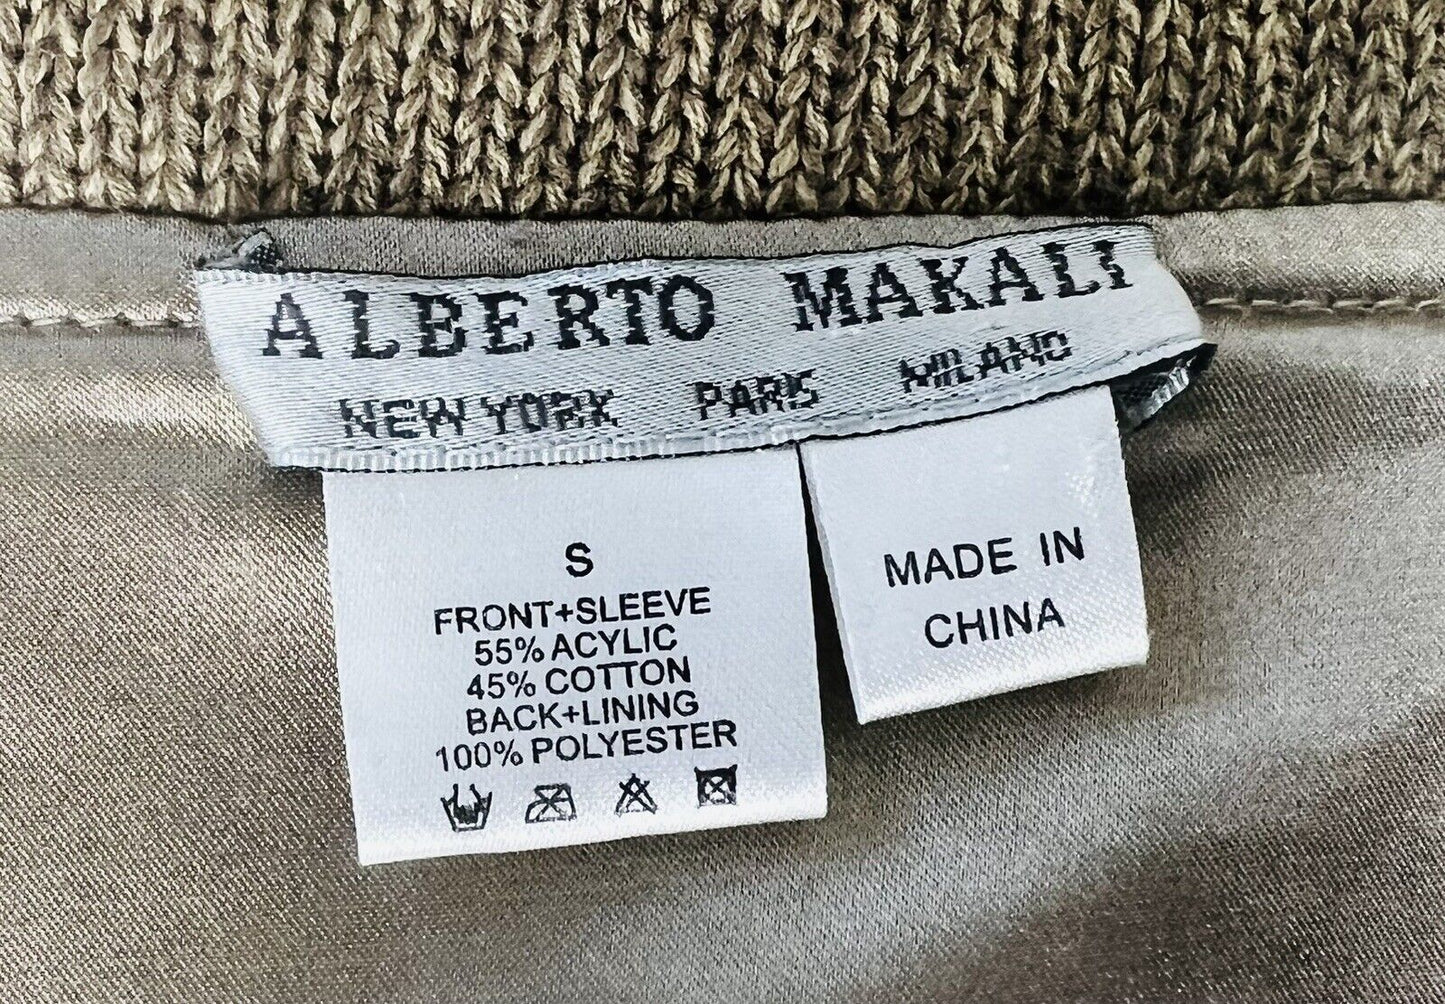 ALBERTO MAKALI
NEW YORK PARIS MILANO
S
FRONT+SLEEVE
55% ACYLIC
45% COTTON
BACK+LINING
100% POLYESTER
MADE IN
CHINA